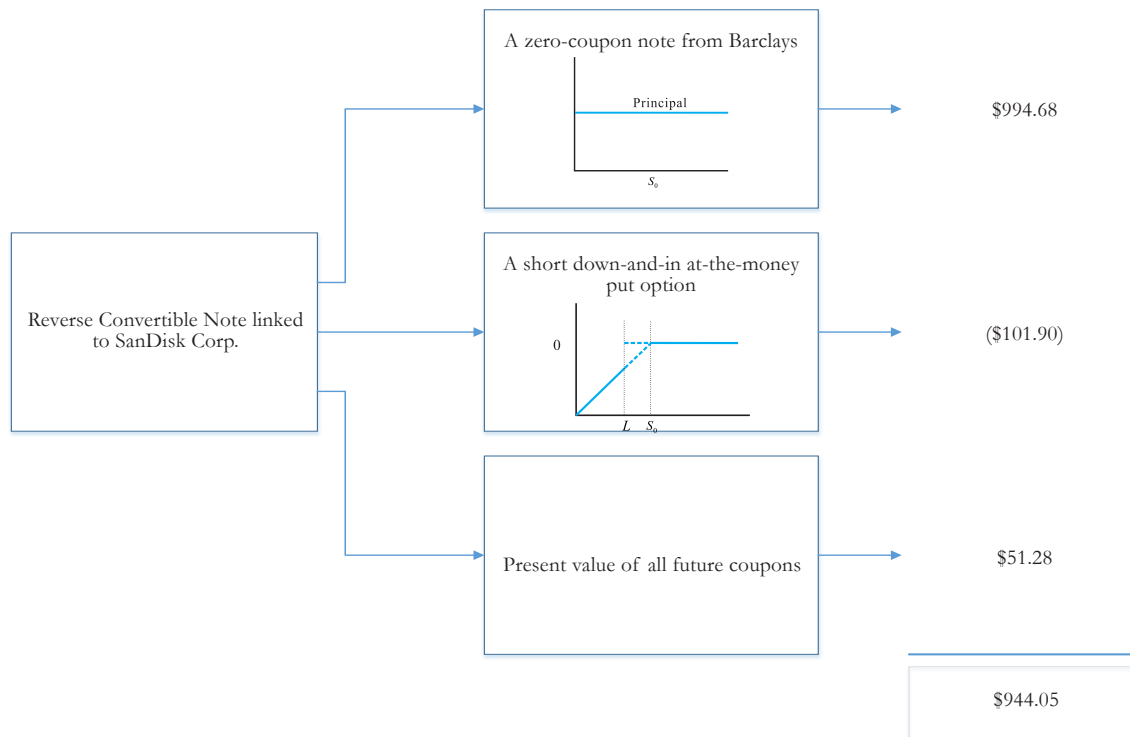 A zero-coupon note from Barclays
Principal
S₀
$994.68
Reverse Convertible Note linked
to SanDisk Corp.
A short down-and-in at-the-money
put option
0
L S₀
($101.90)
Present value of all future coupons
$51.28
$944.05